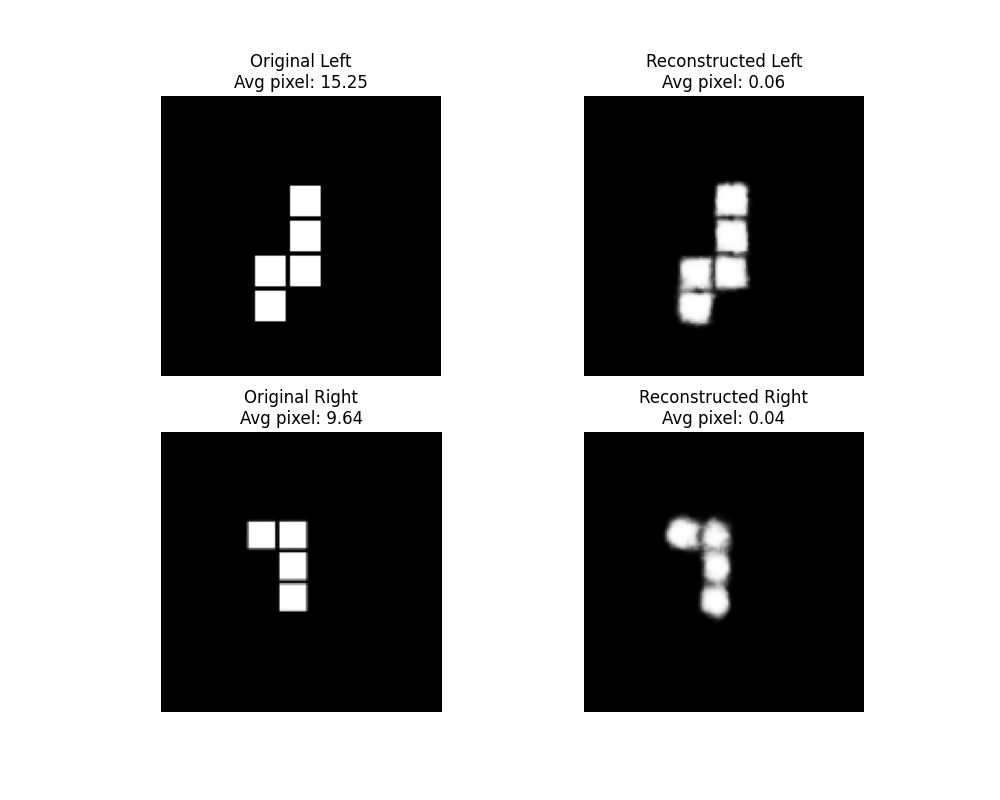 Original Left
Avg pixel: 15.25
Reconstructed Left
Avg pixel: 0.06
Original Right
Avg pixel: 9.64
Reconstructed Right
Avg pixel: 0.04